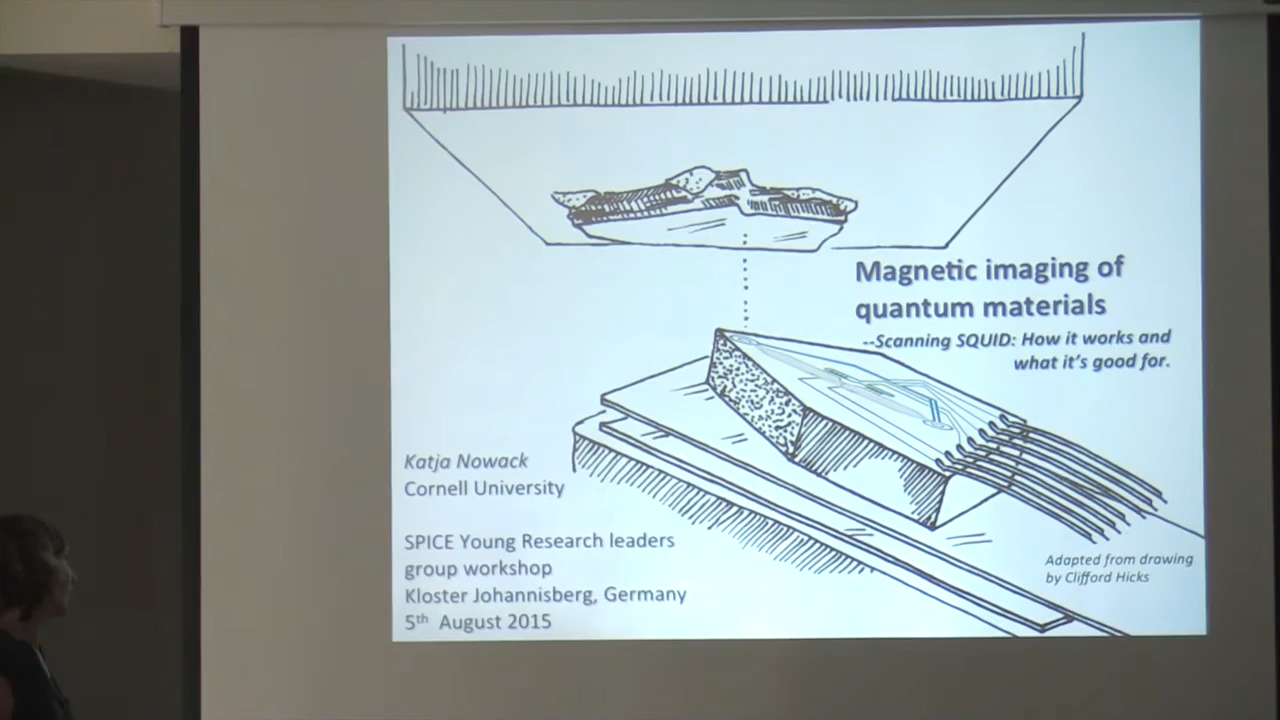 Magnetic imaging of
quantum materials
--Scanning SQUID: How it works and
what it's good for.
Katja Nowack
Cornell University
SPICE Young Research leaders
group workshop
Kloster Johannisberg, Germany
5th August 2015
Adapted from drawing
by Clifford Hicks